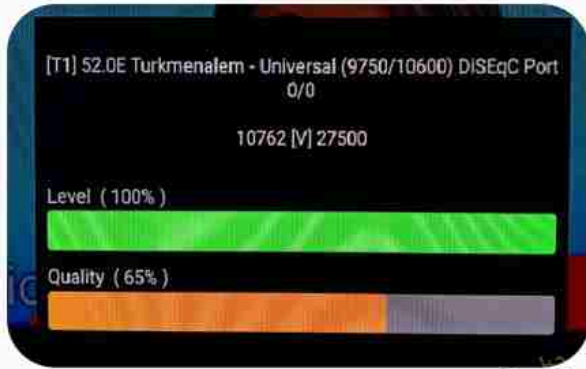 [T1] 52.0E Turkmenalem - Universal (9750/10600) DiSEqC Port
0/0
10762 [V] 27500
Level ( 100% )
Quality ( 65% )